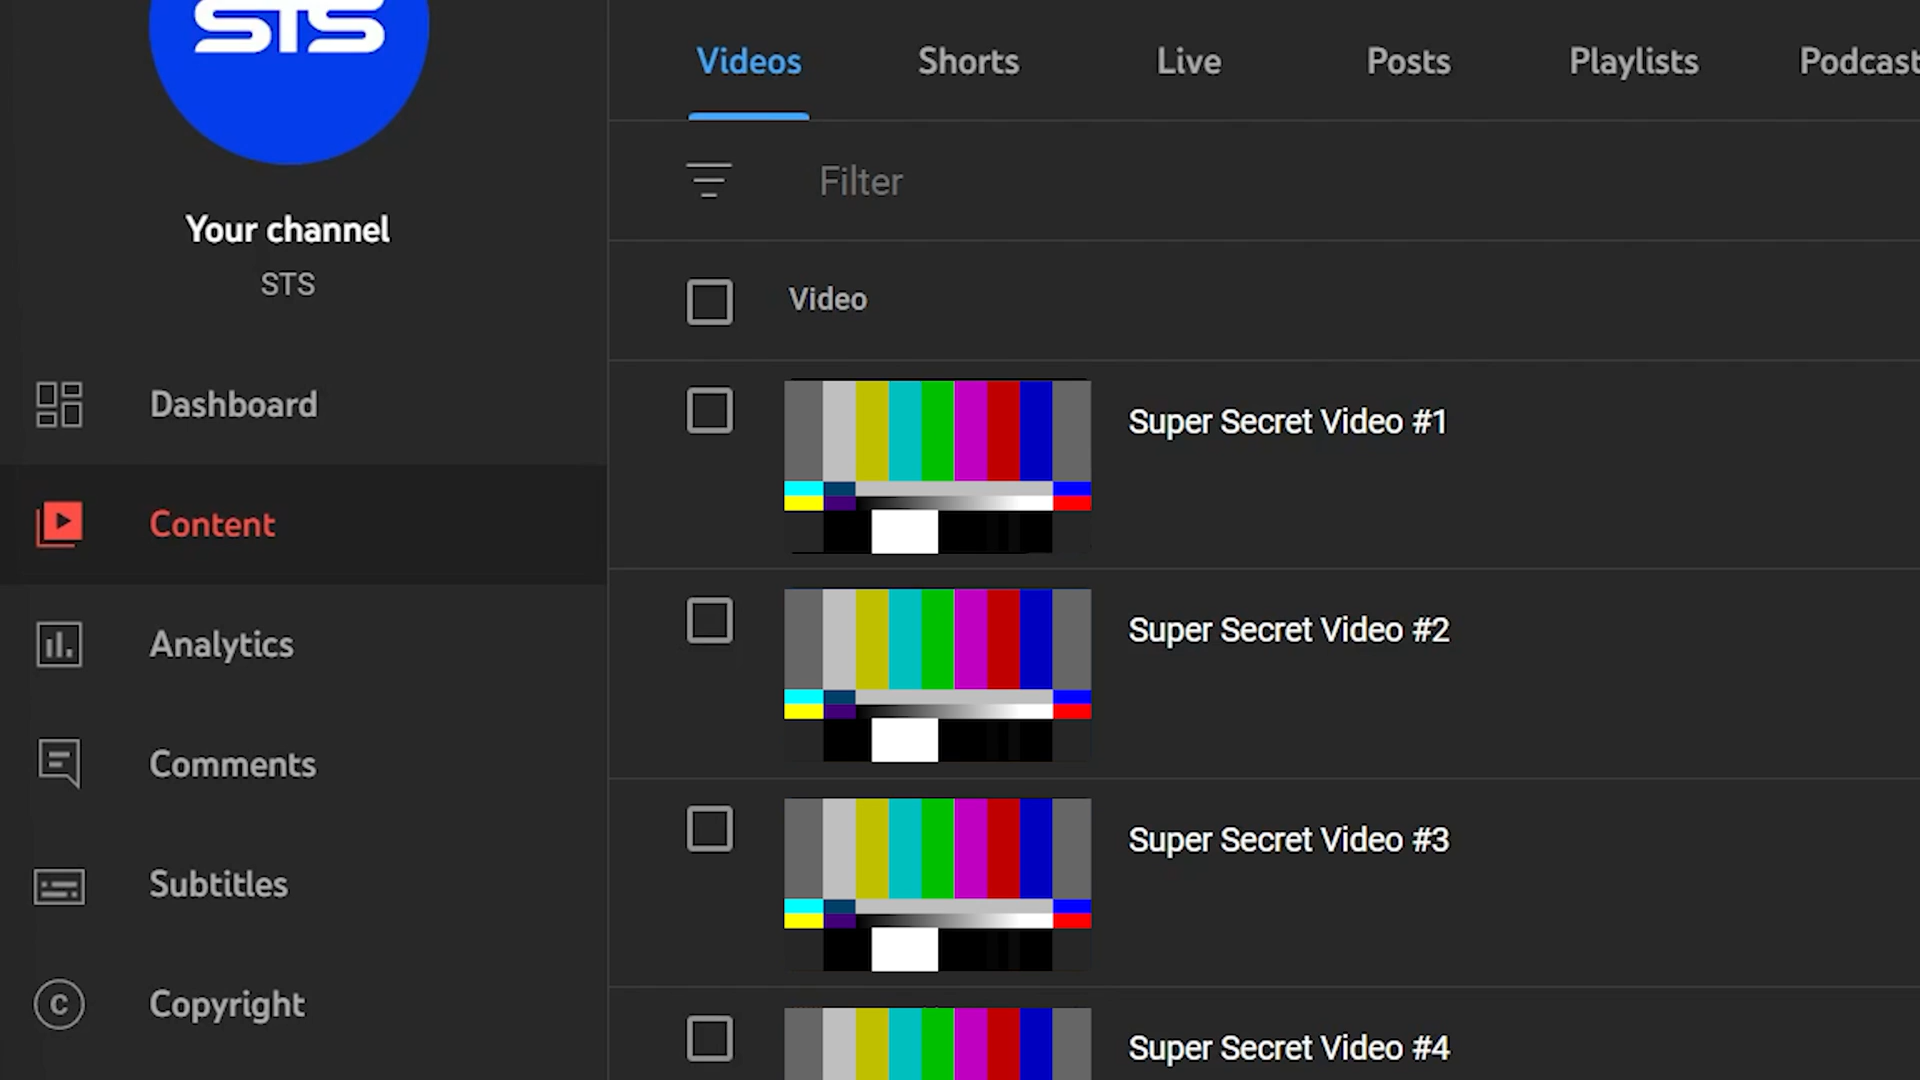 STS
Your channel
STS
Dashboard
Content
Analytics
Comments
Subtitles
Copyright
Videos Shorts Live Posts Playlists Podcast
Filter
Video
Super Secret Video #1
Super Secret Video #2
Super Secret Video #3
Super Secret Video #4